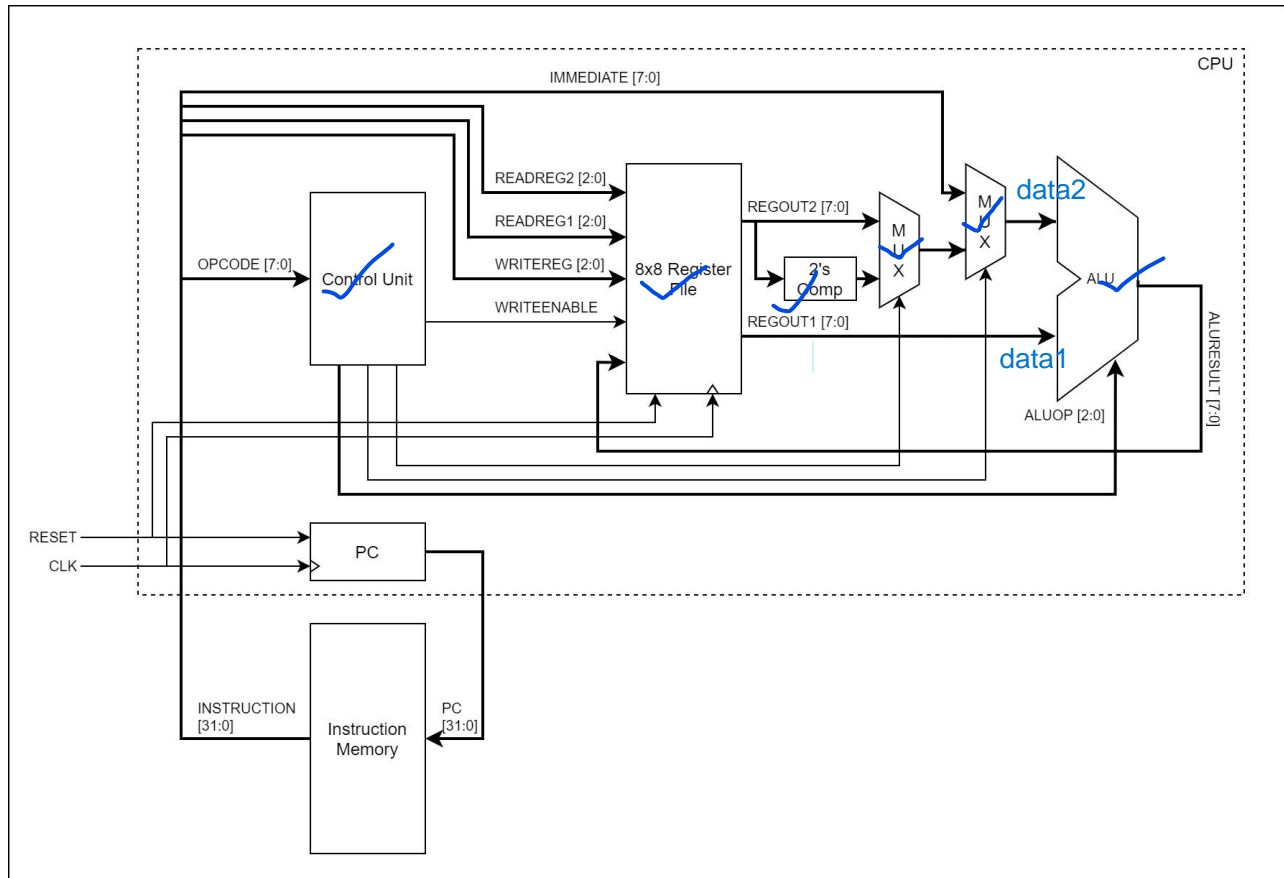 CPU
IMMEDIATE [7:0]
READREG2 [2:0]
READREG1 [2:0]
WRITEREG [2:0]
WRITEENABLE
OPCODE [7:0]
Control Unit
8x8 Register
File
REGOUT2 [7:0]
2's
Comp
REGOUT1 [7:0]
M
U
X
M
U
X
data2
data1
ALU
ALUOP [2:0]
ALURESULT [7:0]
RESET
CLK
PC
INSTRUCTION
[31:0]
PC
[31:0]
Instruction
Memory